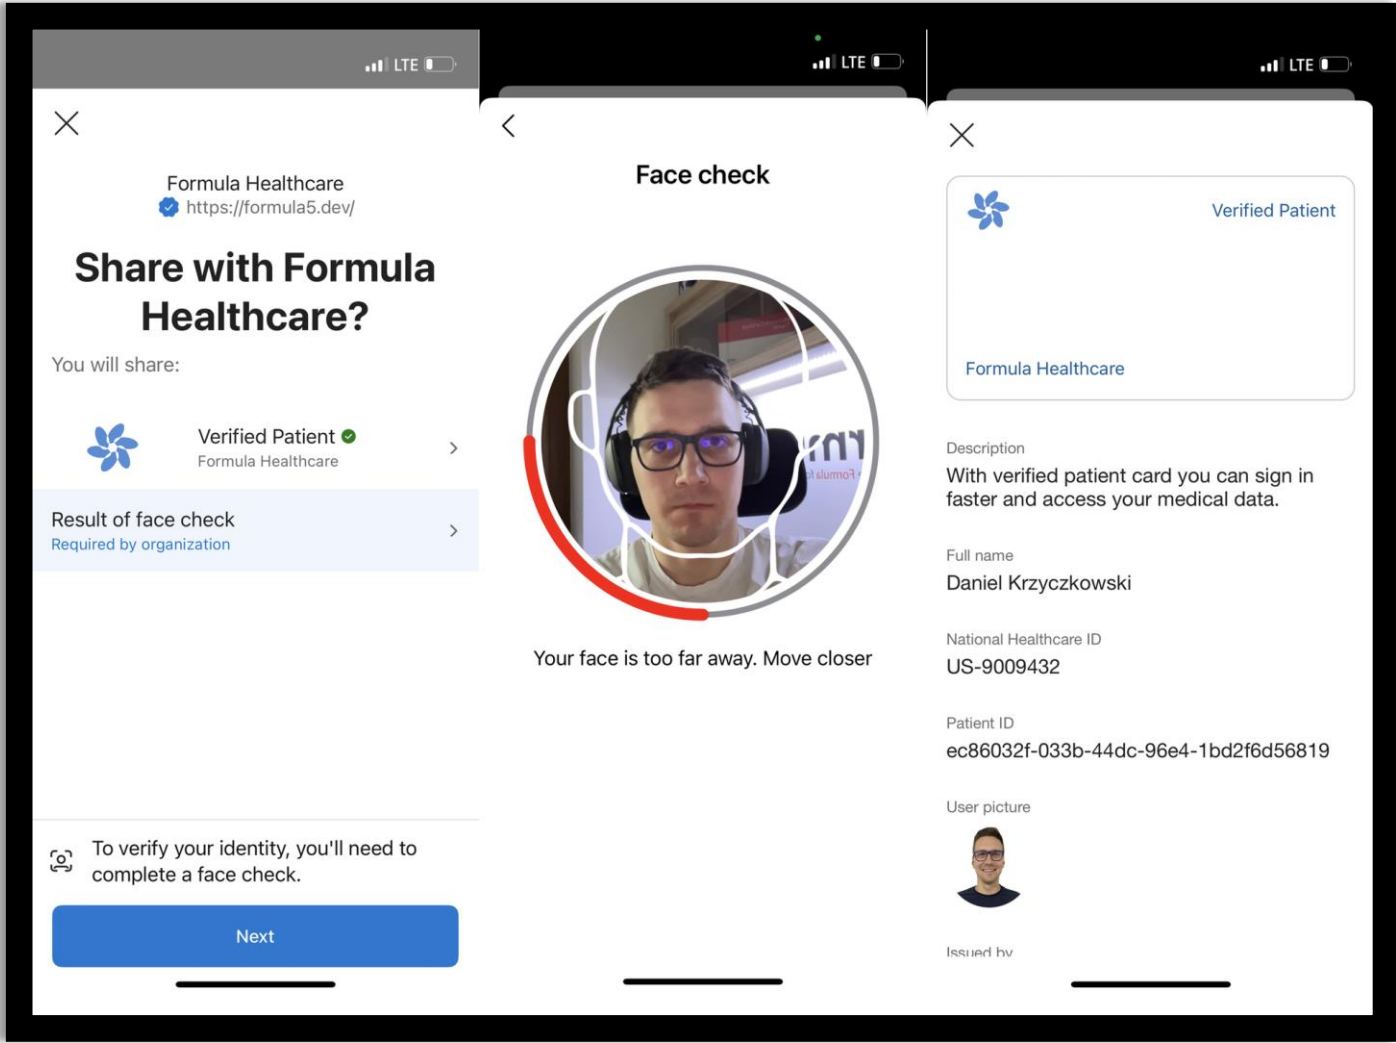 LTE
Formula Healthcare
https://formula5.dev/
Share with Formula
Healthcare?
You will share:
Verified Patient
Formula Healthcare
Result of face check
Required by organization
To verify your identity, you'll need to
complete a face check.
Next
LTE
Face check
Your face is too far away. Move closer
LTE
Verified Patient
Formula Healthcare
Description
With verified patient card you can sign in
faster and access your medical data.
Full name
Daniel Krzyczkowski
National Healthcare ID
US-9009432
Patient ID
ec86032f-033b-44dc-96e4-1bd2f6d56819
User picture
Issued by